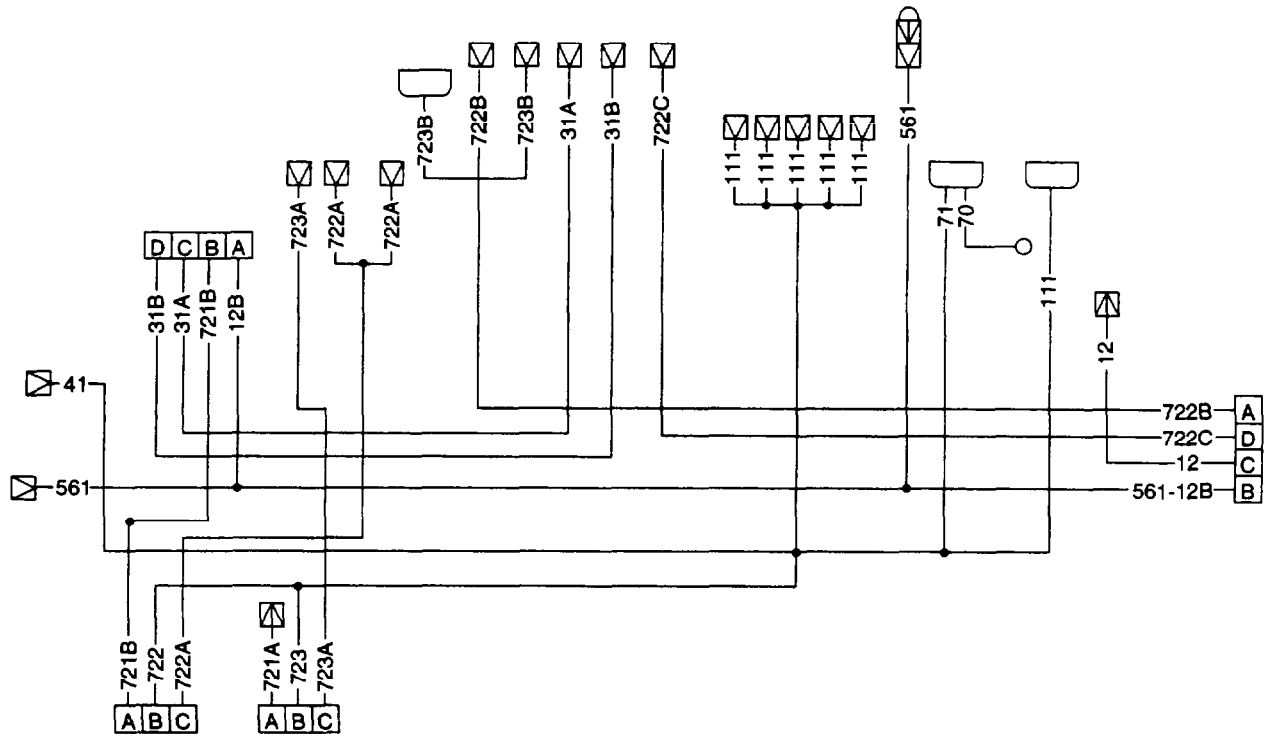 561
722B 723B 31A 31B 722C
723B
111 111 111 111 111
723A 722A 722A
71 70
D C B A
31B 31A 721B 12B
111
12
41
722B A
722C D
12 C
561 561-12B B
721B 722 722A 721A 723 723A
A B C A B C